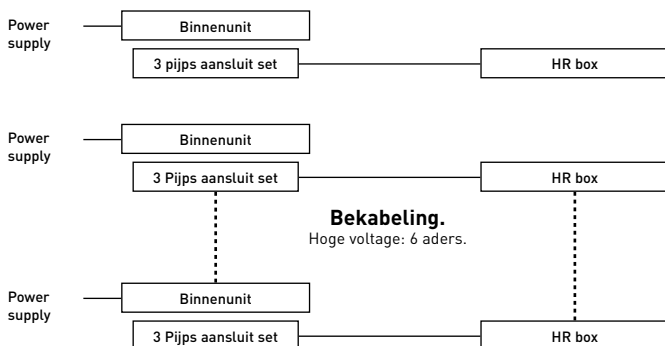 Power
supply
Binnenunit
3 pijps aansluit set
HR box
Power
supply
Binnenunit
3 Pijps aansluit set
HR box
Bekabeling.
Hoge voltage: 6 aders.
Power
supply
Binnenunit
3 Pijps aansluit set
HR box